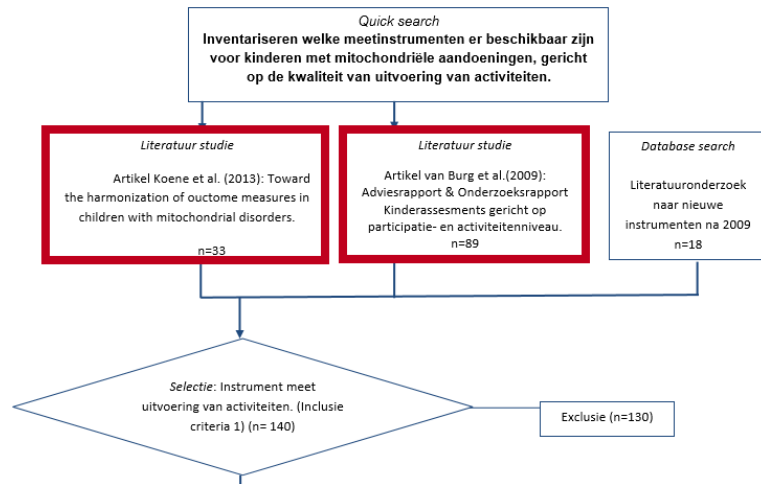 Quick search
Inventariseren welke meetinstrumenten er beschikbaar zijn
voor kinderen met mitochondriële aandoeningen, gericht
op de kwaliteit van uitvoering van activiteiten.
Literatuur studie
Artikel Koene et al. (2013): Toward
the harmonization of ouctome measures in
children with mitochondrial disorders.
n=33
Literatuur studie
Artikel van Burg et al.(2009):
Adviesrapport & Onderzoeksrapport
Kinderassesments gericht op
participatie- en activiteitenniveau.
n=89
Database search
Literatuuronderzoek
naar nieuwe
instrumenten na 2009
n=18
Selectie: Instrument meet
uitvoering van activiteiten. (Inclusie
criteria 1) (n= 140)
Exclusie (n=130)